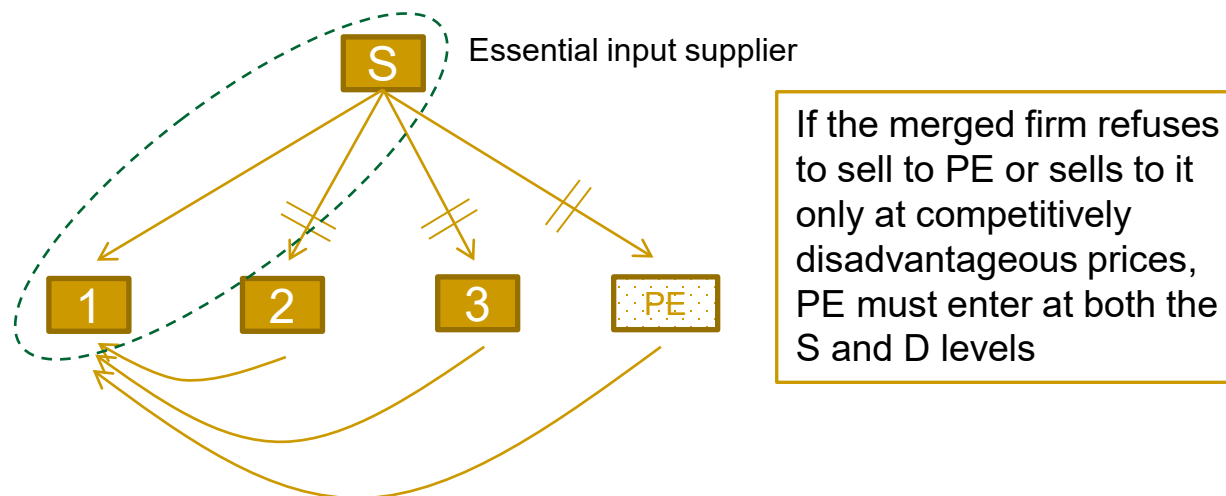 S
Essential input supplier
If the merged firm refuses
to sell to PE or sells to it
only at competitively
disadvantageous prices,
PE must enter at both the
S and D levels
1
2
3
PE